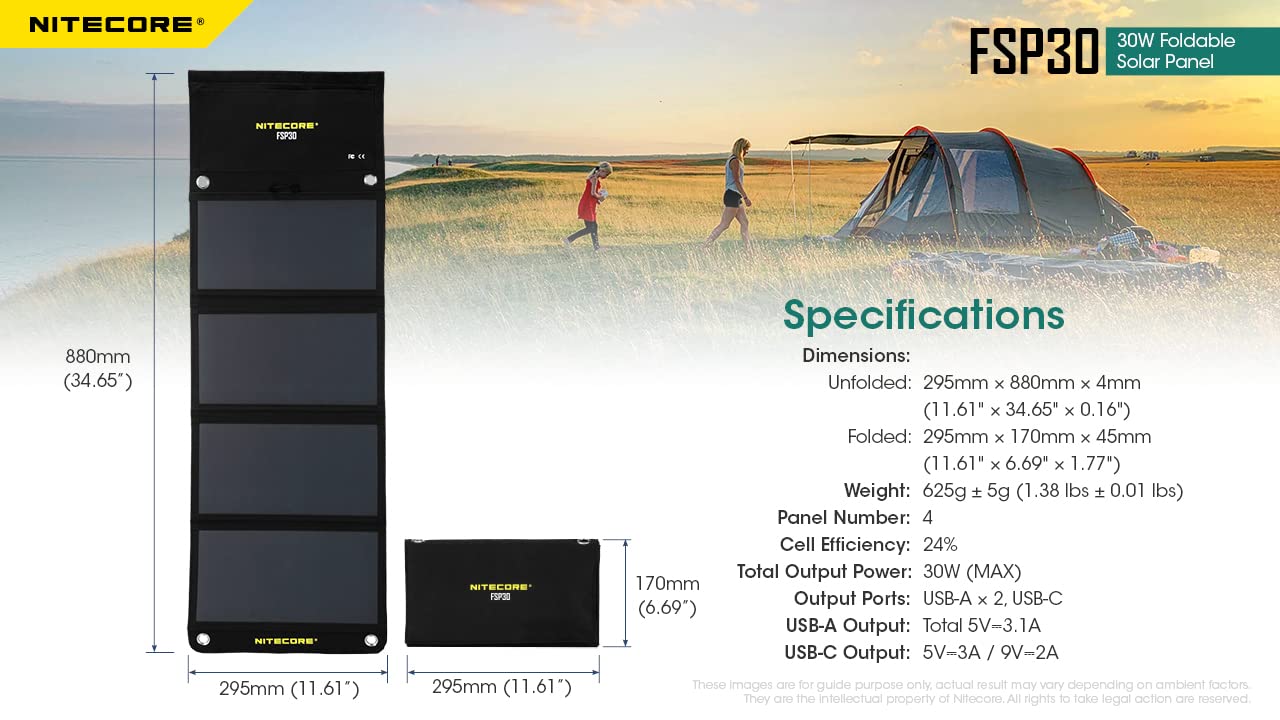 NITECORE®
FSP30
30W Foldable
Solar Panel
NITECORE®
FSP30
FC CE
880mm
(34.65″)
NITECORE®
295mm (11.61″)
NITECORE®
FSP30
170mm
(6.69″)
295mm (11.61″)
Specifications
Dimensions:
Unfolded: 295mm × 880mm × 4mm
(11.61" × 34.65" × 0.16")
Folded: 295mm × 170mm × 45mm
(11.61" × 6.69" × 1.77")
Weight: 625g ± 5g (1.38 lbs ± 0.01 lbs)
Panel Number: 4
Cell Efficiency: 24%
Total Output Power: 30W (MAX)
Output Ports: USB-A × 2, USB-C
USB-A Output: Total 5V⎓3.1A
USB-C Output: 5V⎓3A / 9V⎓2A
These images are for guide purpose only, actual result may vary depending on ambient factors.
They are the intellectual property of Nitecore. All rights to take legal action are reserved.